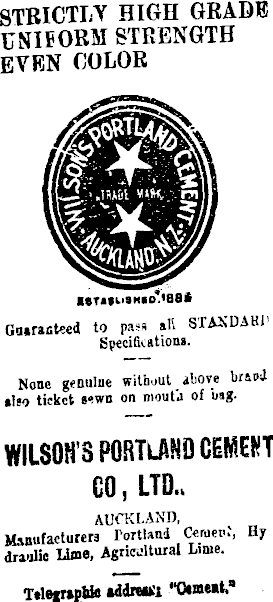 STRICTLY HIGH GRADE
UNIFORM STRENGTH
EVEN COLOR
WILSON'S PORTLAND CEMENT
TRADE MARK
AUCKLAND, N.Z.
ESTABLISHED 188
Guaranteed to pass all STANDARD
Specifications.
None genuine without above brand
also ticket sewn on mouth of bag.
WILSON'S PORTLAND CEMENT
CO, LTD.,
AUCKLAND,
Manufacturers Portland Cement, Hy
draulic Lime, Agricultural Lime.
Telegraphic address: "Cement,"